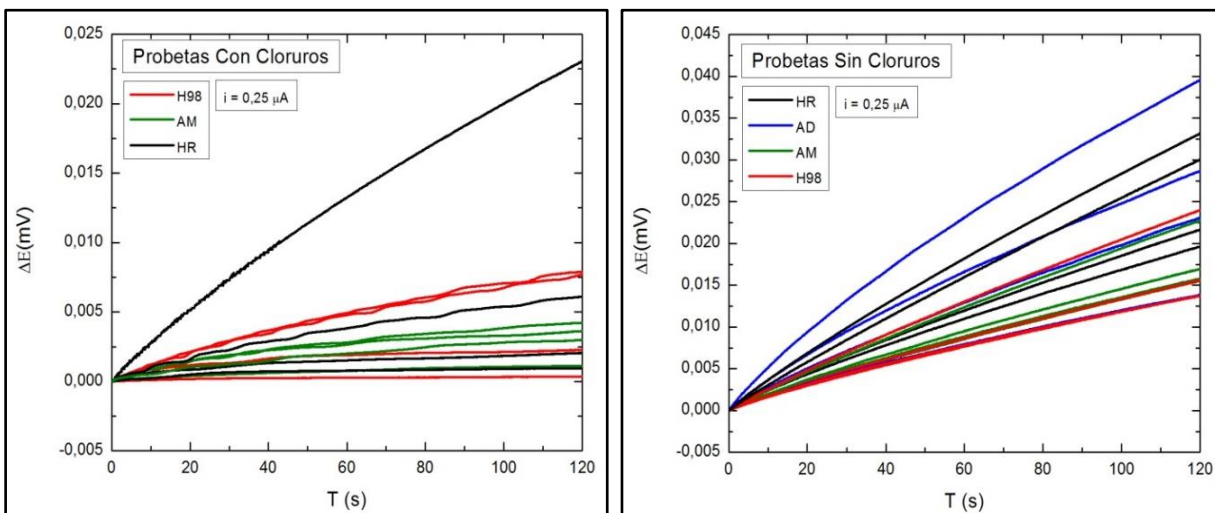 0,025
0,020
0,015
0,010
0,005
0,000
-0,005
ΔE(mV)
Probetas Con Cloruros
H98
AM
HR
i = 0,25 μA
0 20 40 60 80 100 120
T (s)
0,045
0,040
0,035
0,030
0,025
0,020
0,015
0,010
0,005
0,000
-0,005
ΔE(mV)
Probetas Sin Cloruros
HR
AD
AM
H98
i = 0,25 μA
0 20 40 60 80 100 120
T (s)